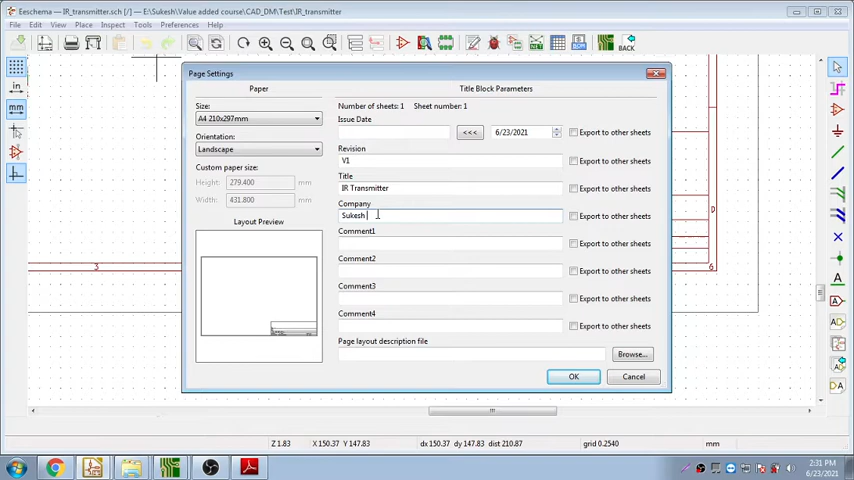 Eeschema — IR_transmitter.sch [/] — E:\Sukesh\Value added course\CAD_DM\Test\IR_transmitter
File Edit View Place Inspect Tools Preferences Help
BACK
Page Settings
Paper
Title Block Parameters
Size:
A4 210x297mm
Orientation:
Landscape
Custom paper size:
Height: 279.400 mm
Width: 431.800 mm
Layout Preview
Number of sheets: 1 Sheet number: 1
Issue Date
<<< 6/23/2021 Export to other sheets
Revision
V1 Export to other sheets
Title
IR Transmitter Export to other sheets
Company
Sukesh Export to other sheets
Comment1
Export to other sheets
Comment2
Export to other sheets
Comment3
Export to other sheets
Comment4
Export to other sheets
Page layout description file
Browse...
OK Cancel
in
mm
3
D
6
A
Z 1.83 X 150.37 Y 147.83 dx 150.37 dy 147.83 dist 210.87 grid 0.2540 mm
2:31 PM
6/23/2021